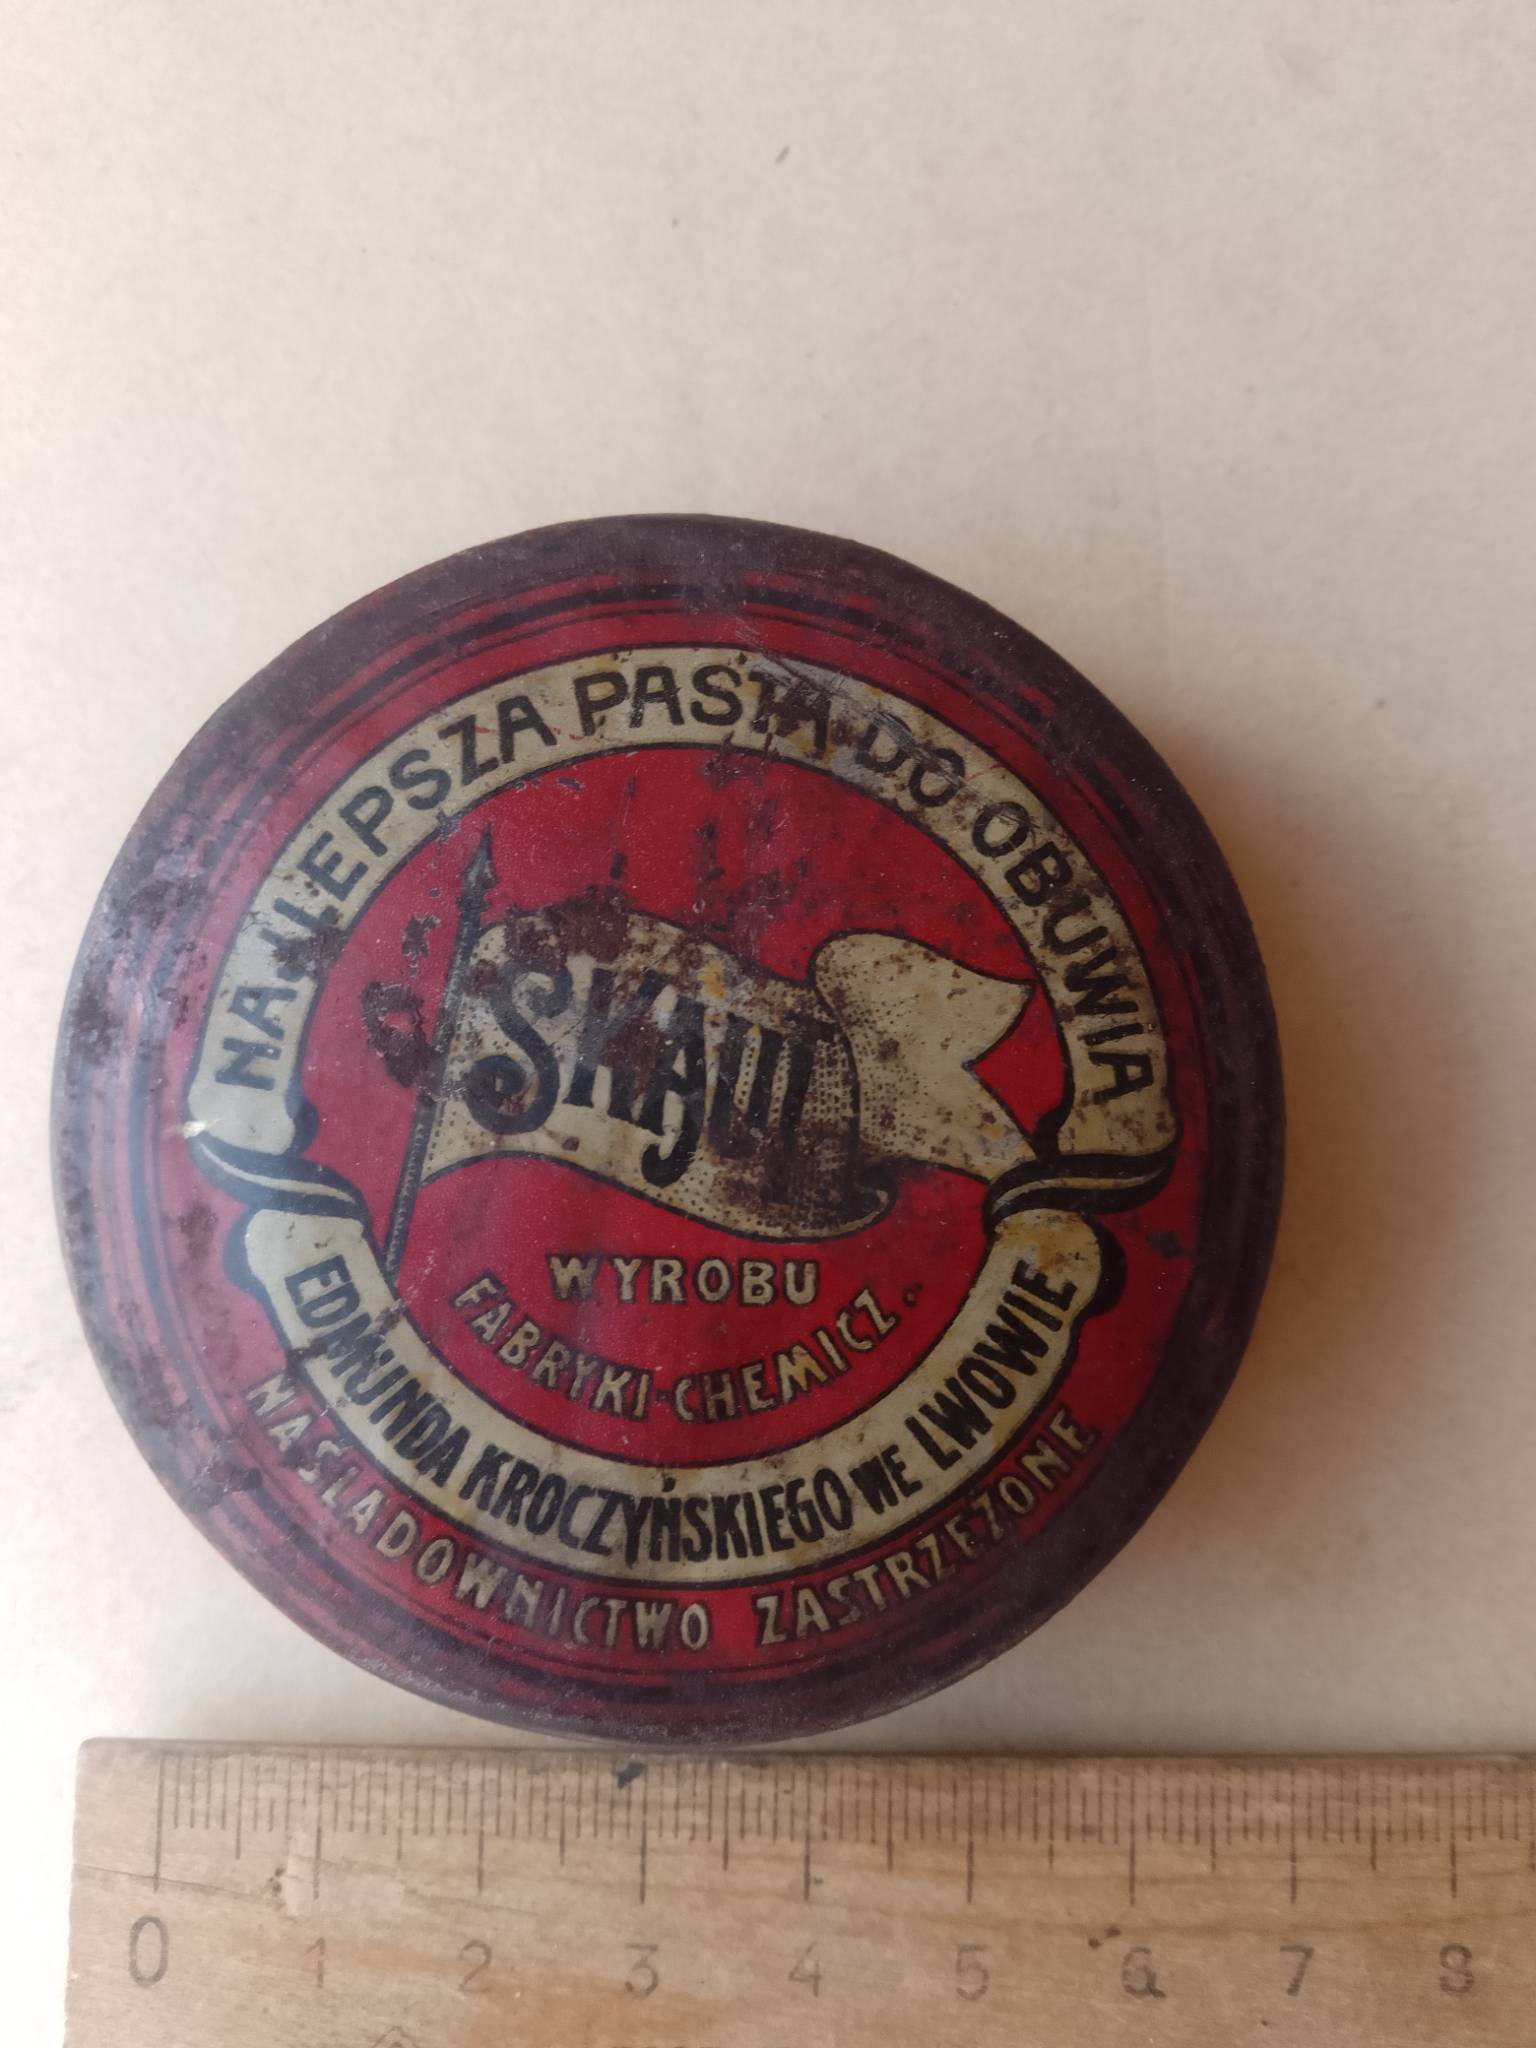 NAJLEPSZA PASTA DO OBUWIA
SKAUT
WYROBU
FABRYKI-CHEMICZ.
EDMUNDA KROCZYŃSKIEGO WE LWOWIE
NAŚLADOWNICTWO ZASTRZEŻONE
0 1 2 3 4 5 6 7 8